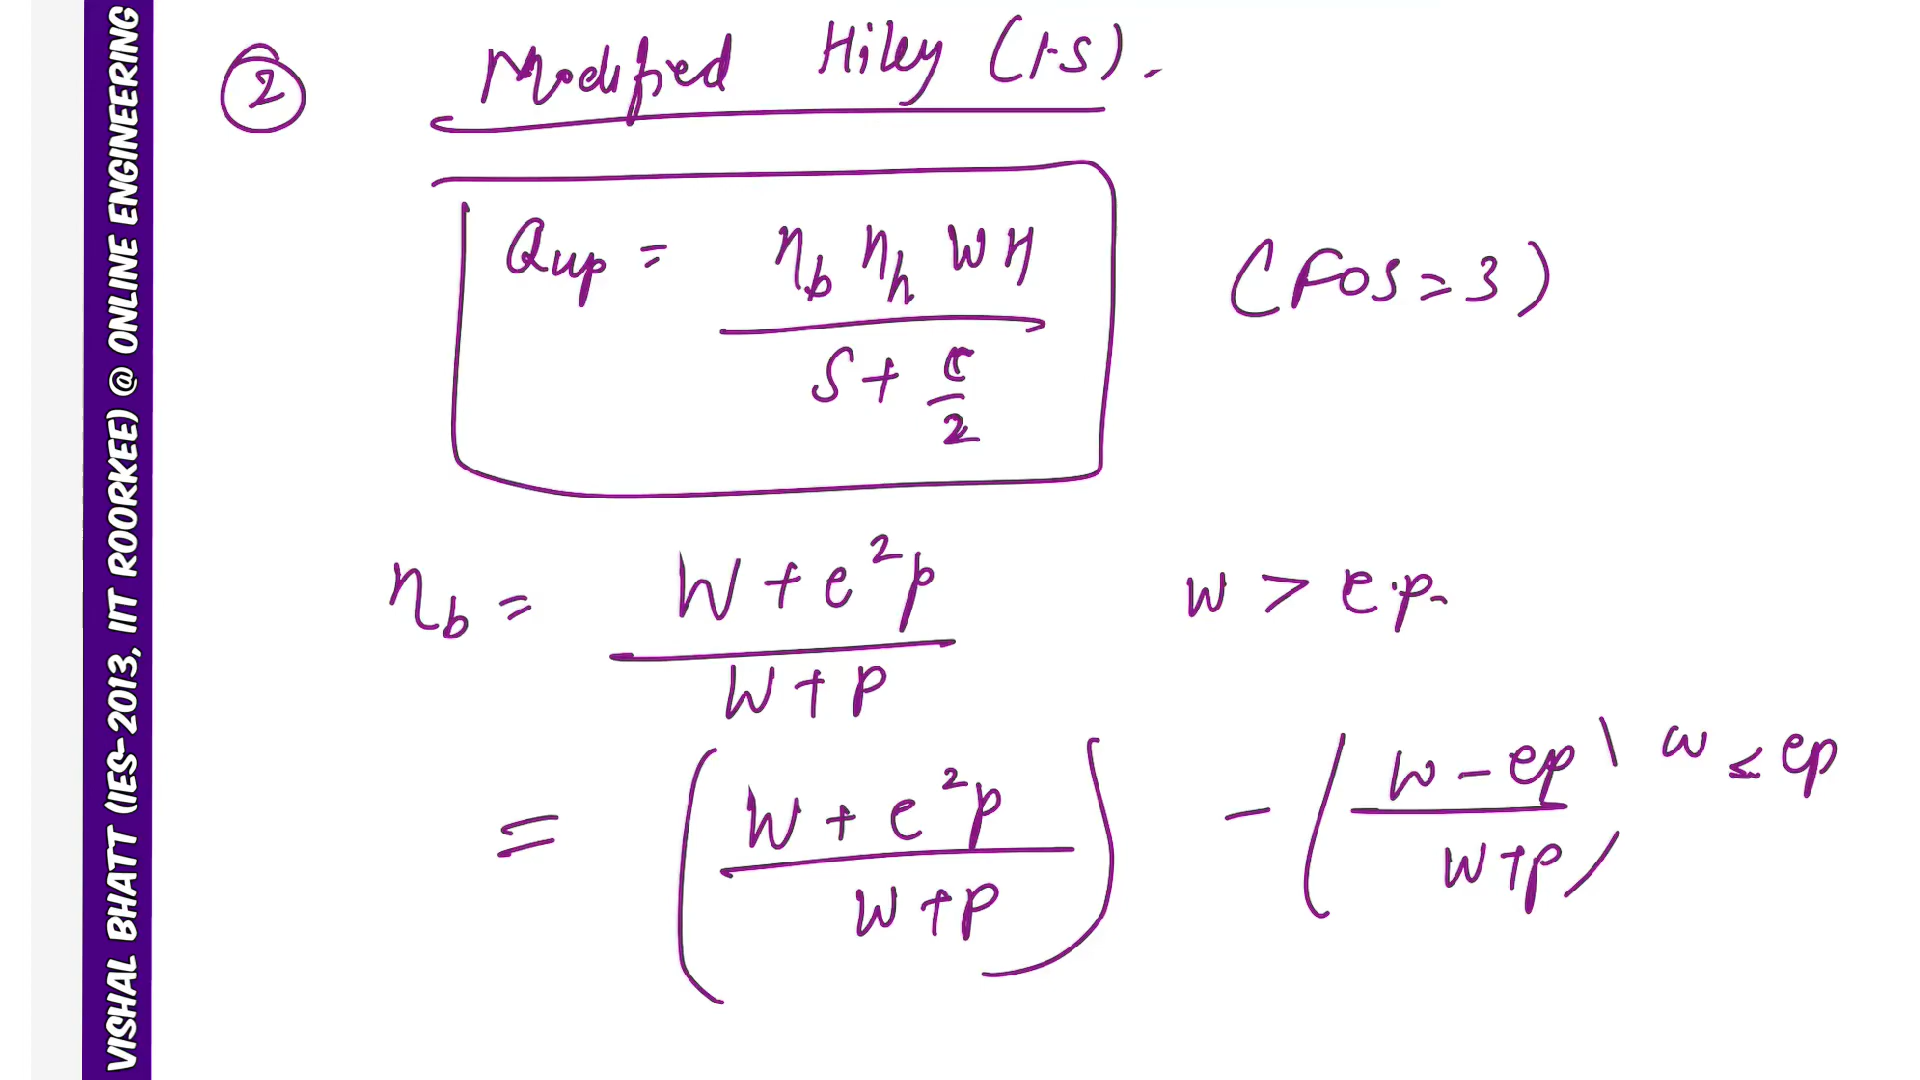 VISHAL BHATT (IES-2013, IIT ROORKEE) @ ONLINE ENGINEERING
② Modified Hiley (I-S).
Qup = ηb ηh W H / (S + C/2) (FOS = 3)
ηb = (W + e²p) / (W + P) W > e.p.
= ((W + e²p) / (W + P)) - ((W - ep) / (W + P)) W ≤ ep